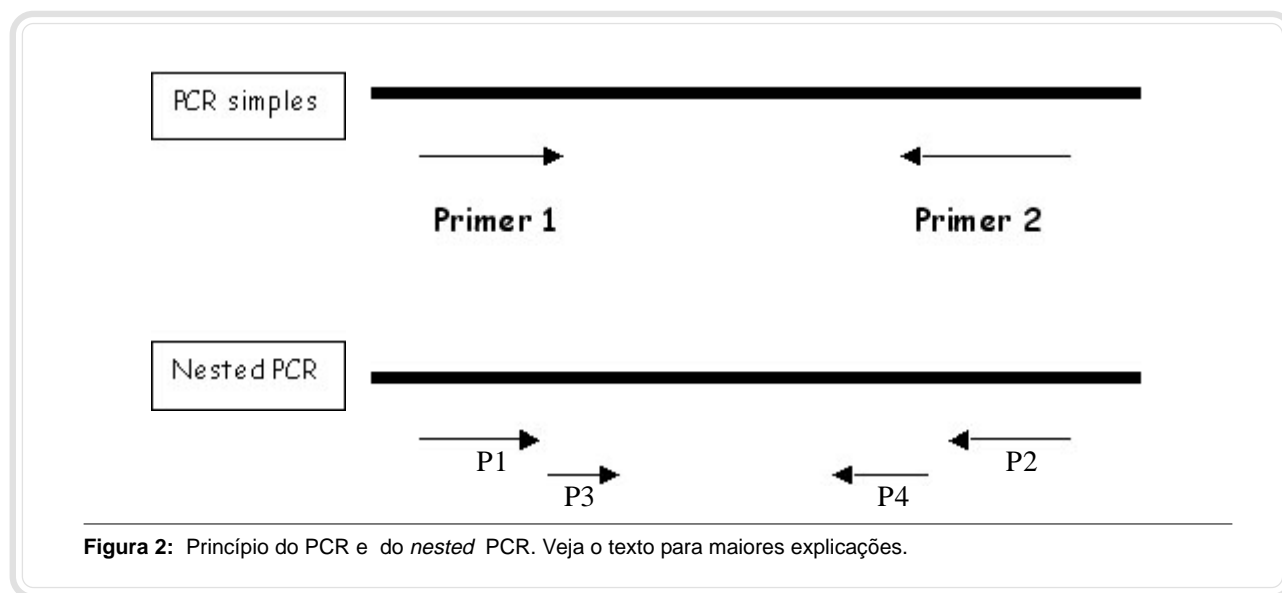 PCR simples
Primer 1
Primer 2
Nested PCR
P1
P2
P3
P4
Figura 2: Princípio do PCR e do nested PCR. Veja o texto para maiores explicações.